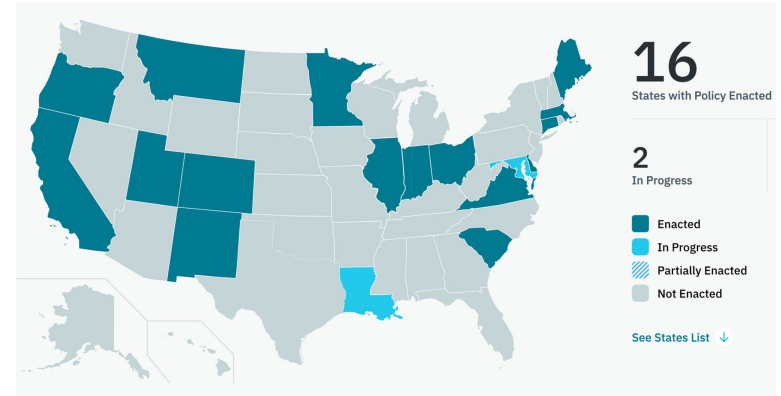 16
States with Policy Enacted
2
In Progress
Enacted
In Progress
Partially Enacted
Not Enacted
See States List ↓